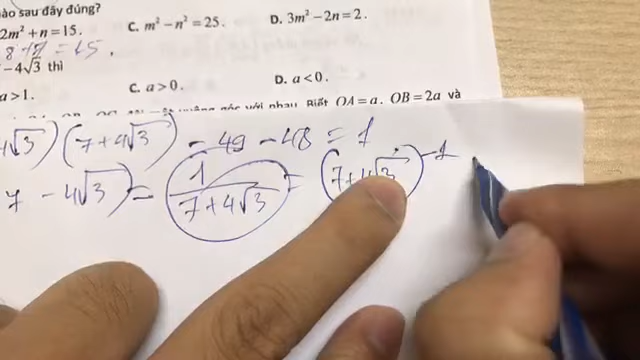 nào sau đây đúng?
2m² + n = 15. C. m² - n² = 25. D. 3m² - 2n = 2.
8 + 7 = 15.
- 4√3 thì
a > 1. C. a > 0. D. a < 0.
với nhau. Biết OA = a, OB = 2a và
4√3)(7 + 4√3) = 49 - 48 = 1
7 - 4√3) = 1/(7 + 4√3) = (7 + 4√3)⁻¹